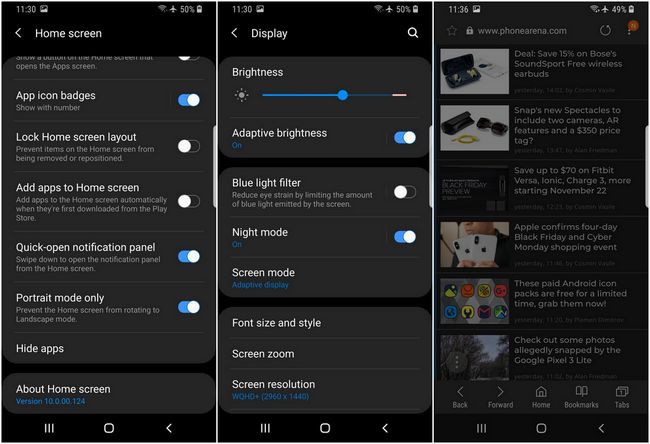 11:30
50%
Home screen
Show a button on the Home screen that
opens the Apps screen.
App icon badges
Show with number
Lock Home screen layout
Prevent items on the Home screen from
being removed or repositioned.
Add apps to Home screen
Add apps to the Home screen automatically
when they're first downloaded from the Play
Store.
Quick-open notification panel
Swipe down to open the notification panel
from the Home screen.
Portrait mode only
Prevent the Home screen from rotating to
Landscape mode.
Hide apps
About Home screen
Version 10.0.00.124
11:30
50%
Display
Brightness
Adaptive brightness
On
Blue light filter
Reduce eye strain by limiting the amount
of blue light emitted by the screen.
Night mode
On
Screen mode
Adaptive display
Font size and style
Screen zoom
Screen resolution
WQHD+ (2960 x 1440)
11:36
49%
www.phonearena.com
N
Deal: Save 15% on Bose's
SoundSport Free wireless
earbuds
yesterday, 14:02, by Cosmin Vasile
Snap's new Spectacles to
include two cameras, AR
features and a $350 price
tag?
yesterday, 13:47, by Alan Friedman
BLACK FRIDAY
PREVIEW
Save up to $70 on Fitbit
Versa, Ionic, Charge 3, more
starting November 22
yesterday, 12:23, by Cosmin Vasile
Apple confirms four-day
Black Friday and Cyber
Monday shopping event
yesterday, 11:46, by Cosmin Vasile
These paid Android icon
packs are free for a limited
time, grab them now!
yesterday, 11:20, by Plamen Dimitrov
Check out some photos
allegedly snapped by the
Google Pixel 3 Lite
Back
Forward
Home
Bookmarks
1
Tabs